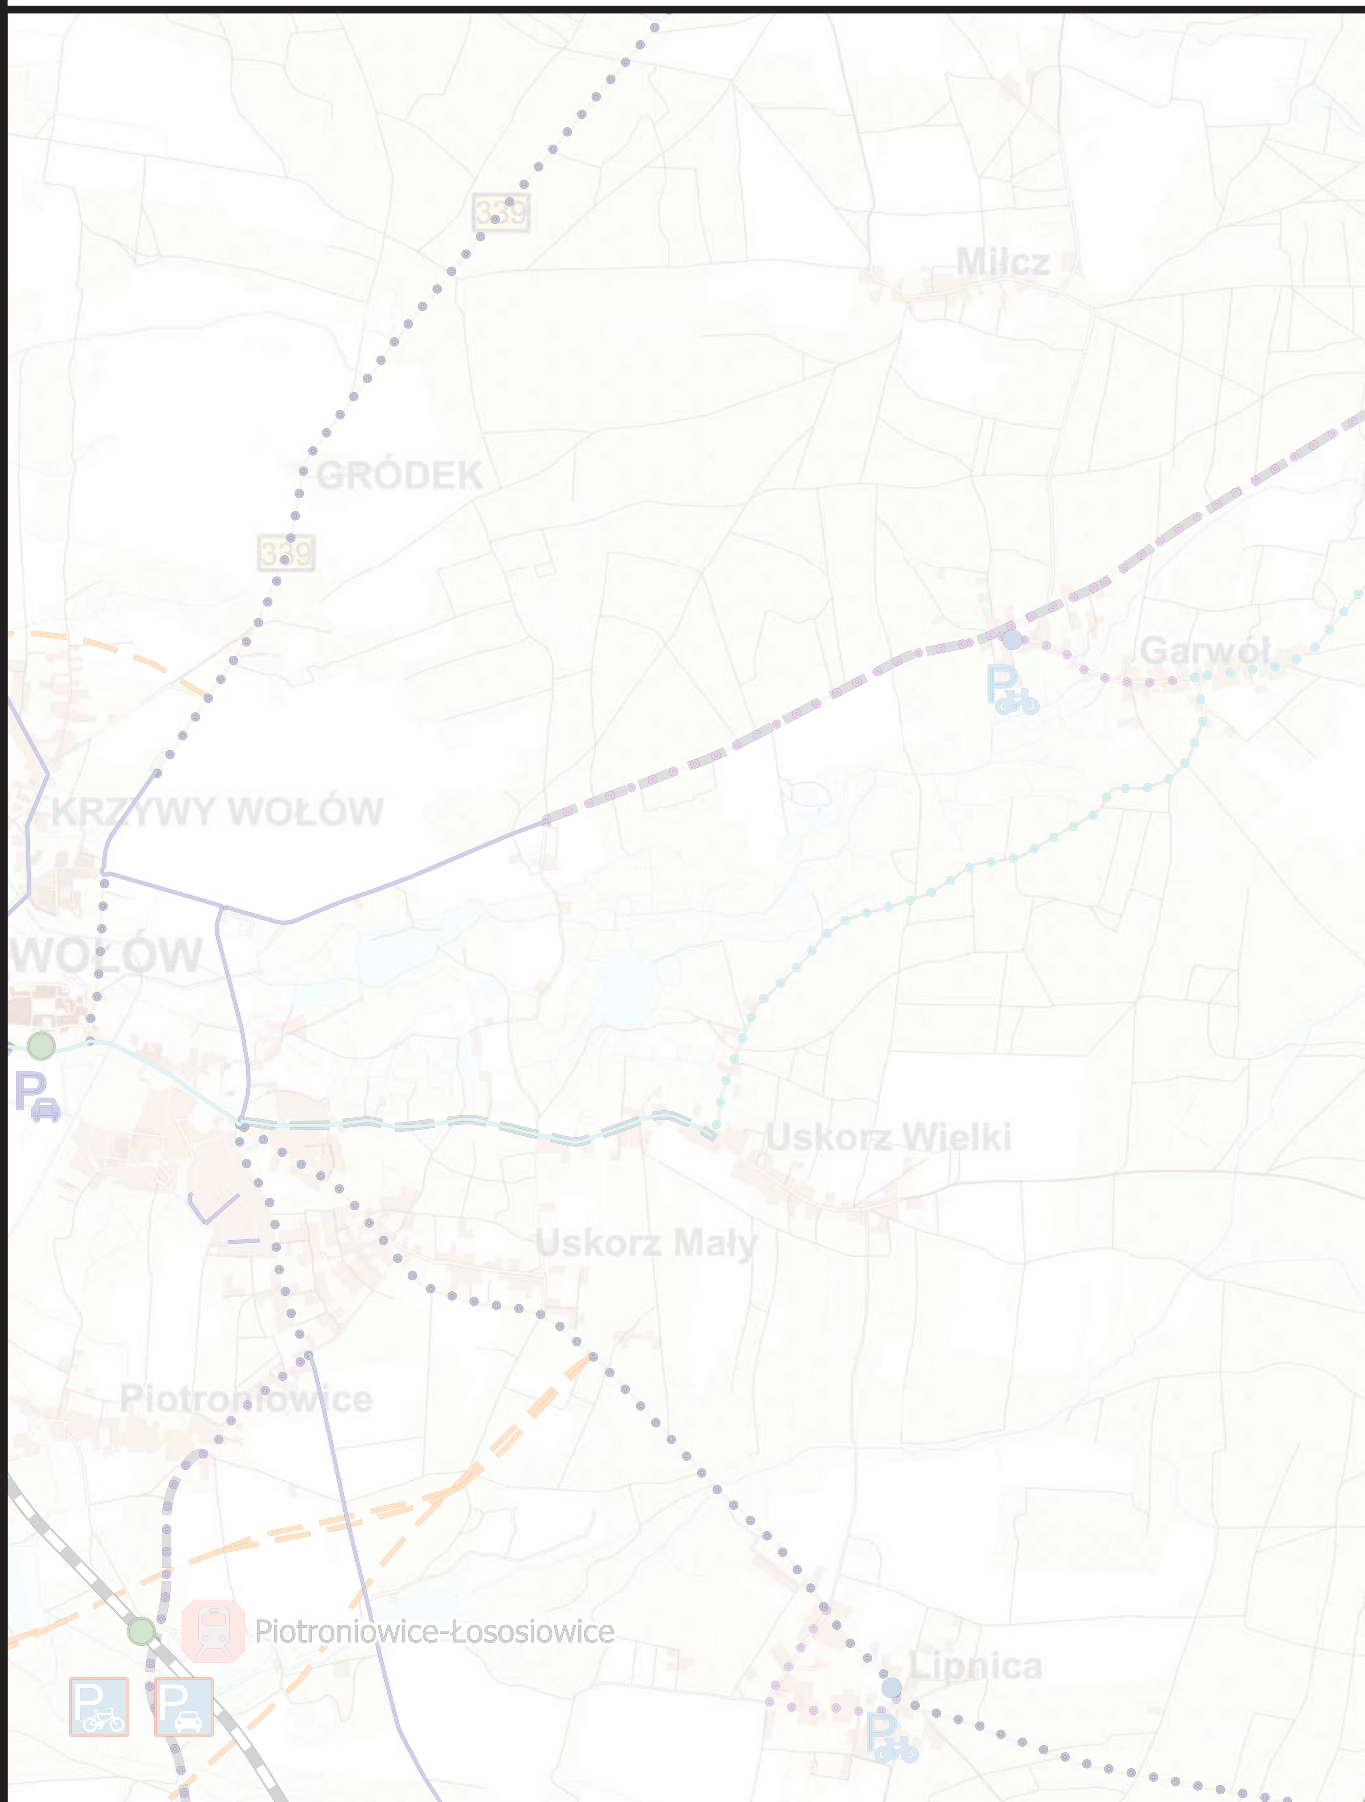 339
Miłcz
GRÓDEK
339
Garwół
P
KRZYWY WOŁÓW
WOŁÓW
P
Uskorz Wielki
Uskorz Mały
Piotroniowice
Piotroniowice-Łososiowice
Lipnica
P
P
P